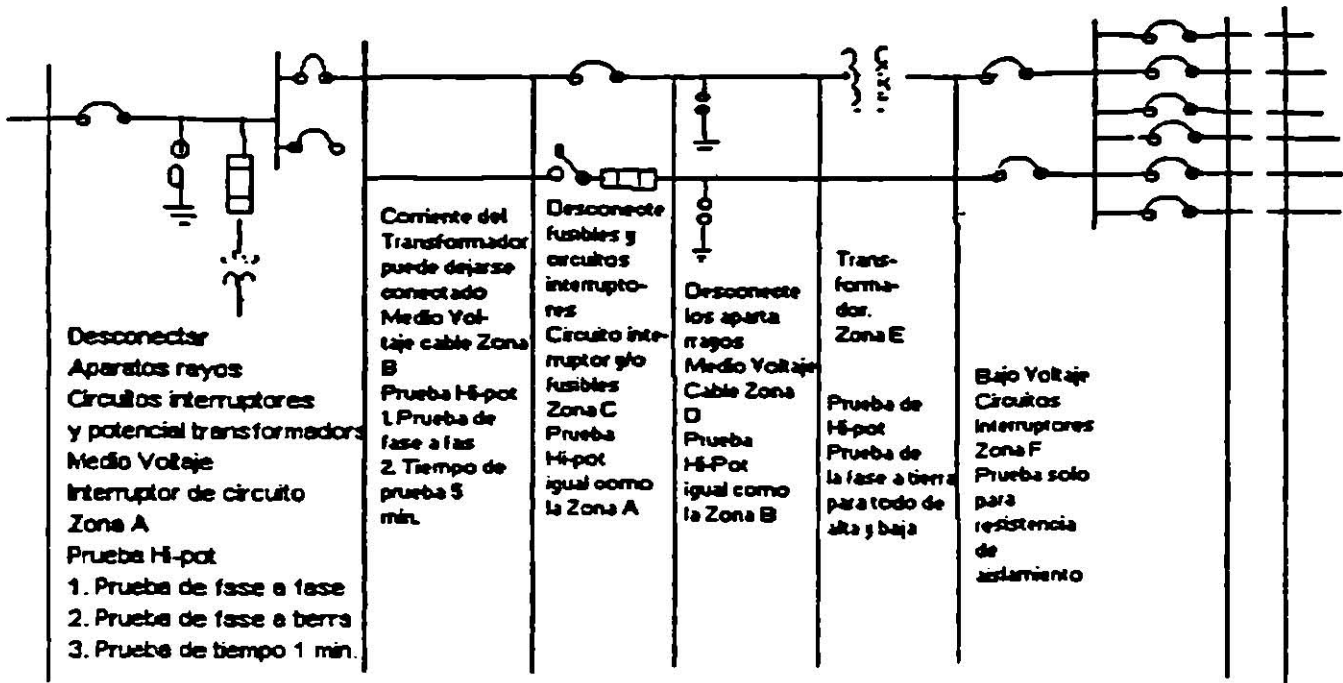 Desconectar
Aparatos rayos
Circuitos interruptores
y potencial transformadors
Medio Voltaje
Interruptor de circuito
Zona A
Prueba Hi-pot
1. Prueba de fase a fase
2. Prueba de fase a tierra
3. Prueba de tiempo 1 min.
Corriente del
Transformador
puede dejarse
conectado
Medio Vol-
taje cable Zona
B
Prueba Hi-pot
1. Prueba de
fase a fas
2. Tiempo de
prueba 5
min.
Desconecte
fusibles y
circuitos
interrupto-
res
Circuito inte-
rruptor y/o
fusibles
Zona C
Prueba
Hi-pot
igual como
la Zona A
Desconecte
los aparta
rrayos
Medio Voltaje
Cable Zona
D
Prueba
Hi-Pot
igual como
la Zona B
Trans-
forma-
dor.
Zona E
Prueba de
Hi-pot
Prueba de
la fase a tierra
para todo de
alta y baja
Bajo Voltaje
Circuitos
Interruptores
Zona F
Prueba solo
para
resistencia
de
aislamiento